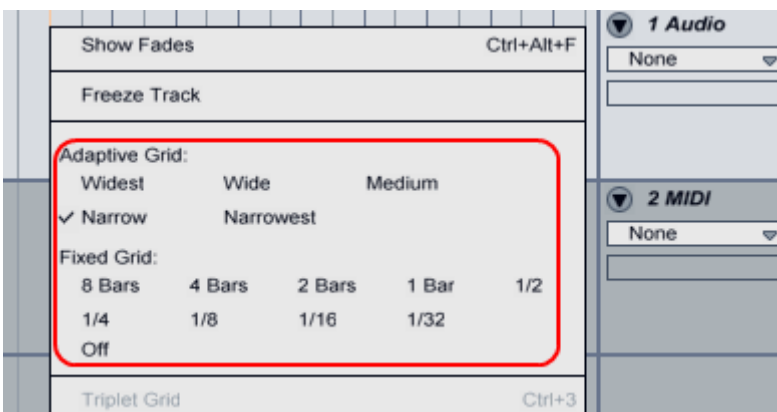 Show Fades Ctrl+Alt+F
Freeze Track
Adaptive Grid:
Widest Wide Medium
✓ Narrow Narrowest
Fixed Grid:
8 Bars 4 Bars 2 Bars 1 Bar 1/2
1/4 1/8 1/16 1/32
Off
Triplet Grid Ctrl+3
1 Audio
None
2 MIDI
None